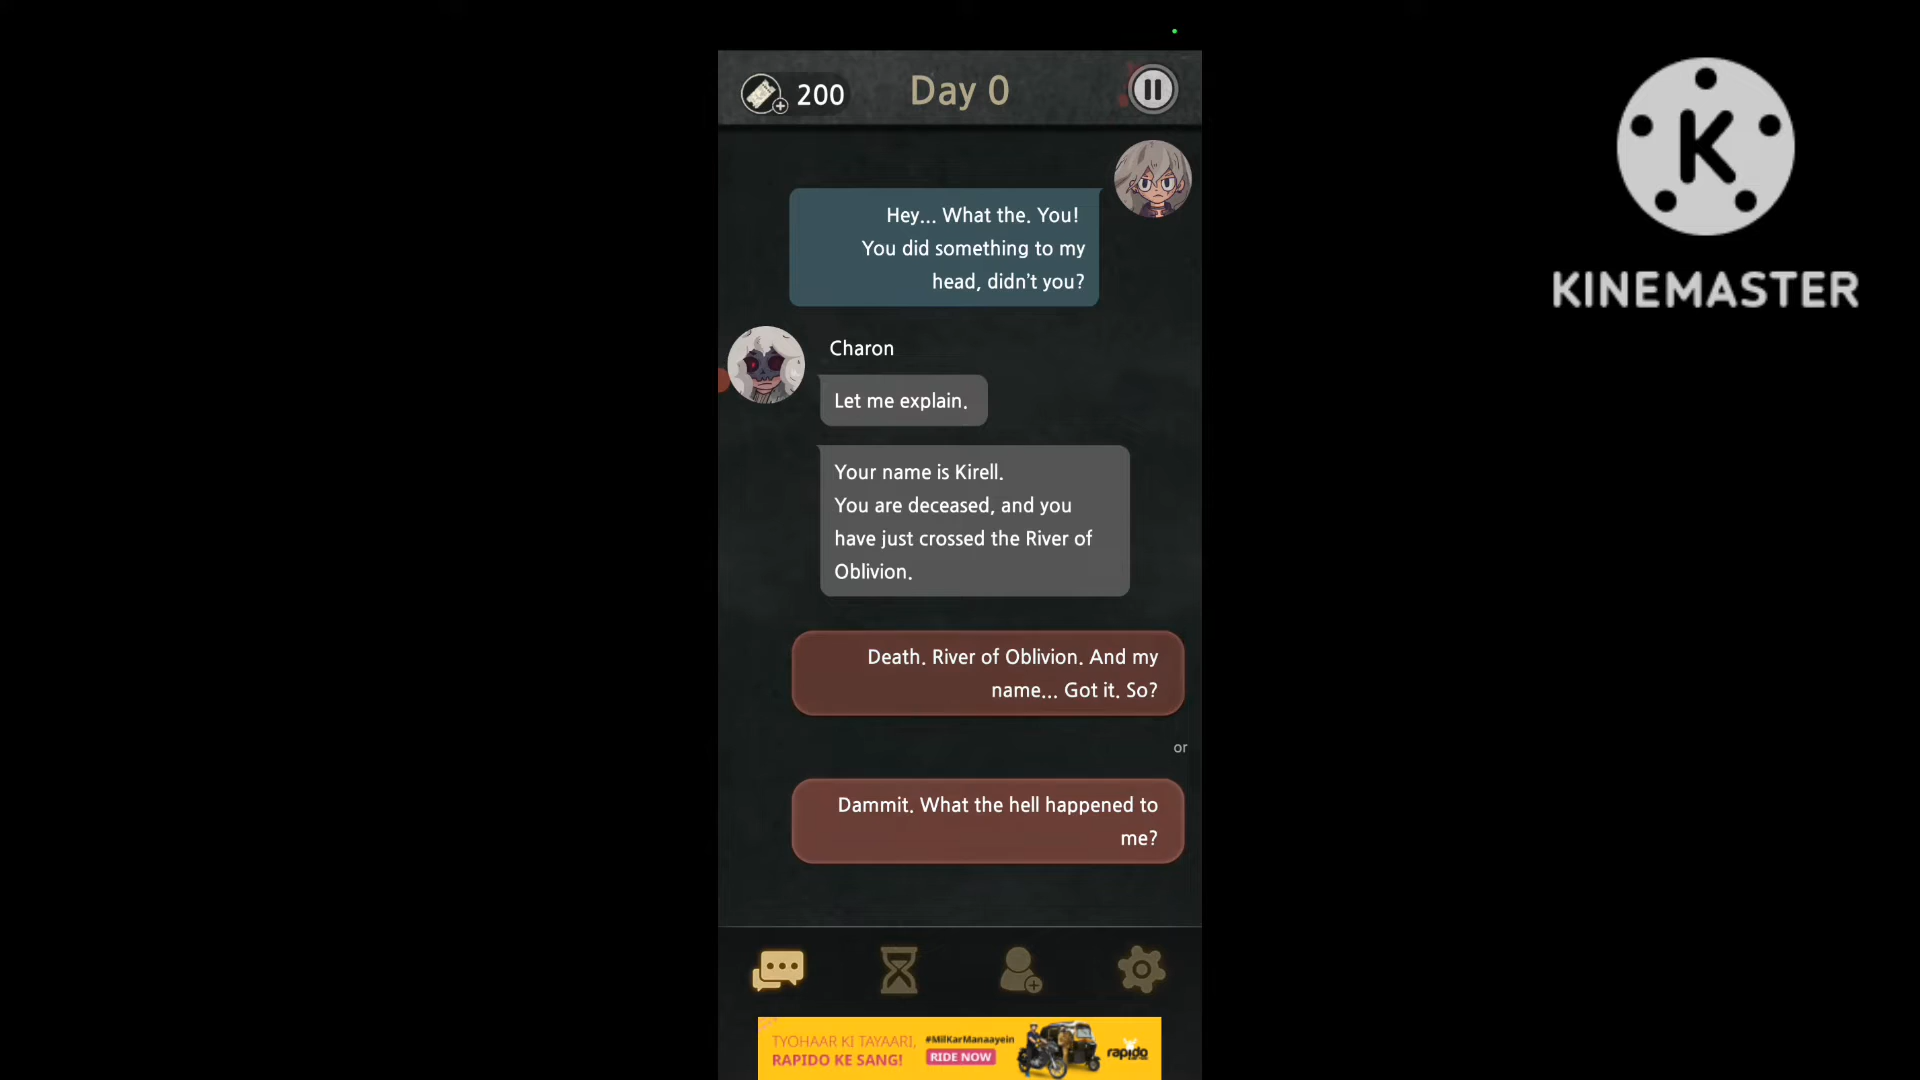 200
Day 0
K
KINEMASTER
Hey... What the. You!
You did something to my
head, didn't you?
Charon
Let me explain.
Your name is Kirell.
You are deceased, and you
have just crossed the River of
Oblivion.
Death. River of Oblivion. And my
name... Got it. So?
or
Dammit. What the hell happened to
me?
TYOHAAR KI TAYAARI,
RAPIDO KE SANG!
#MilKarManaayein
RIDE NOW
rapido